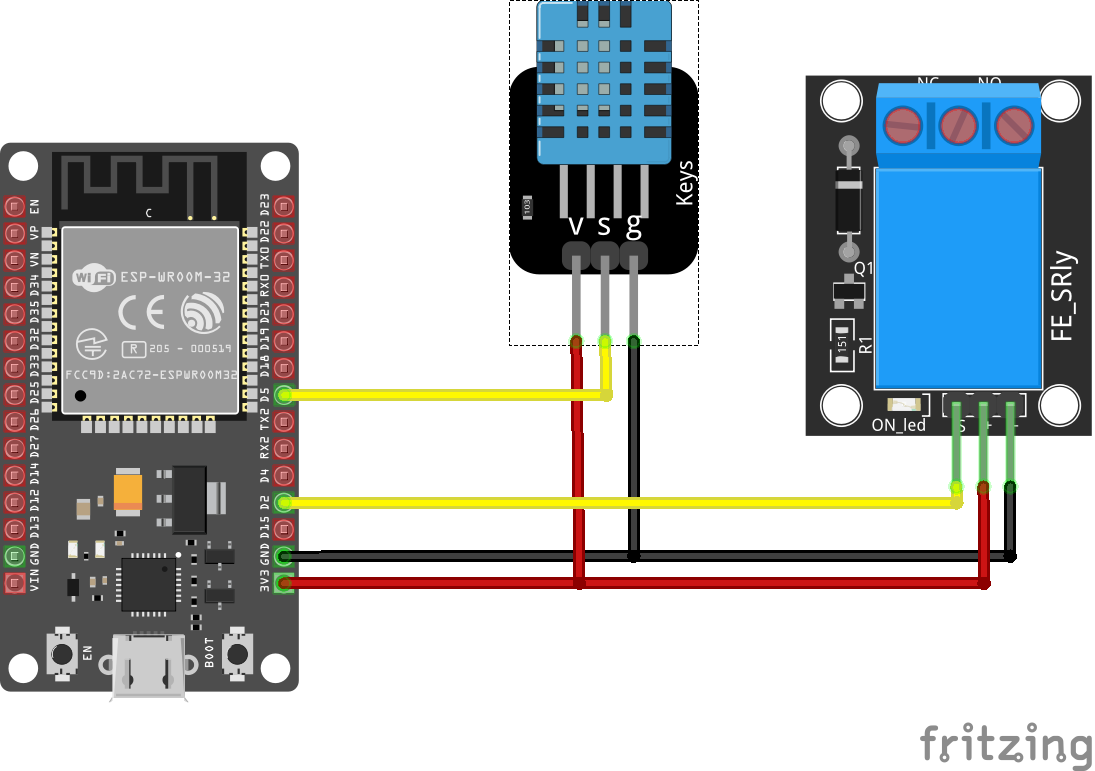 EN
VP
VN
D34
D35
D32
D33
D25
D26
D27
D14
D12
D13
GND
VIN
D23
D22
TX0
RX0
D21
D19
D18
D5
TX2
RX2
D4
D2
D15
GND
3V3
C
WiFi
ESP-WROOM-32
CE
R 205 - 000519
FCC9D:2AC72-ESPWROOM32
EN
BOOT
103
V S g
Keys
NC NO
Q1
151
R1
FE_SRly
ON_led
S + -
fritzing